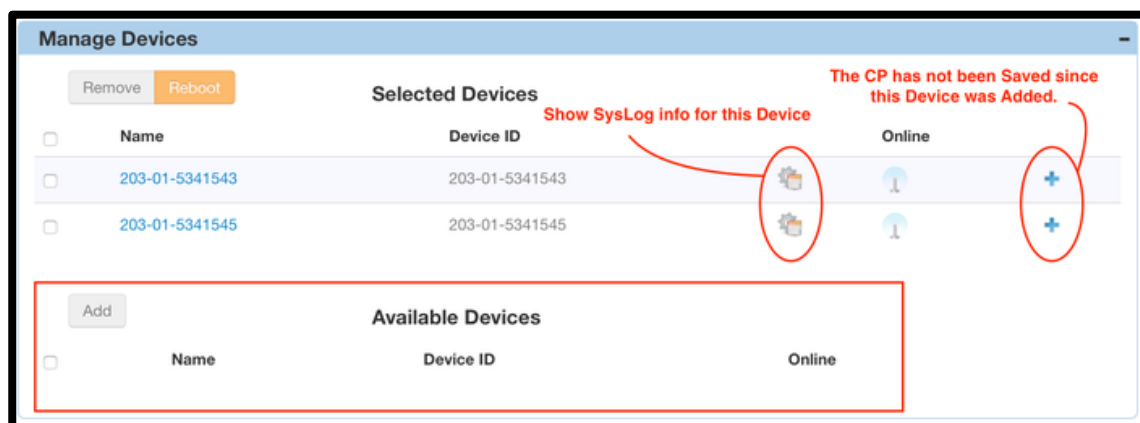 Manage Devices
Remove Reboot
Selected Devices
The CP has not been Saved since
this Device was Added.
Show SysLog info for this Device
Name Device ID Online
203-01-5341543 203-01-5341543
203-01-5341545 203-01-5341545
Add
Available Devices
Name Device ID Online